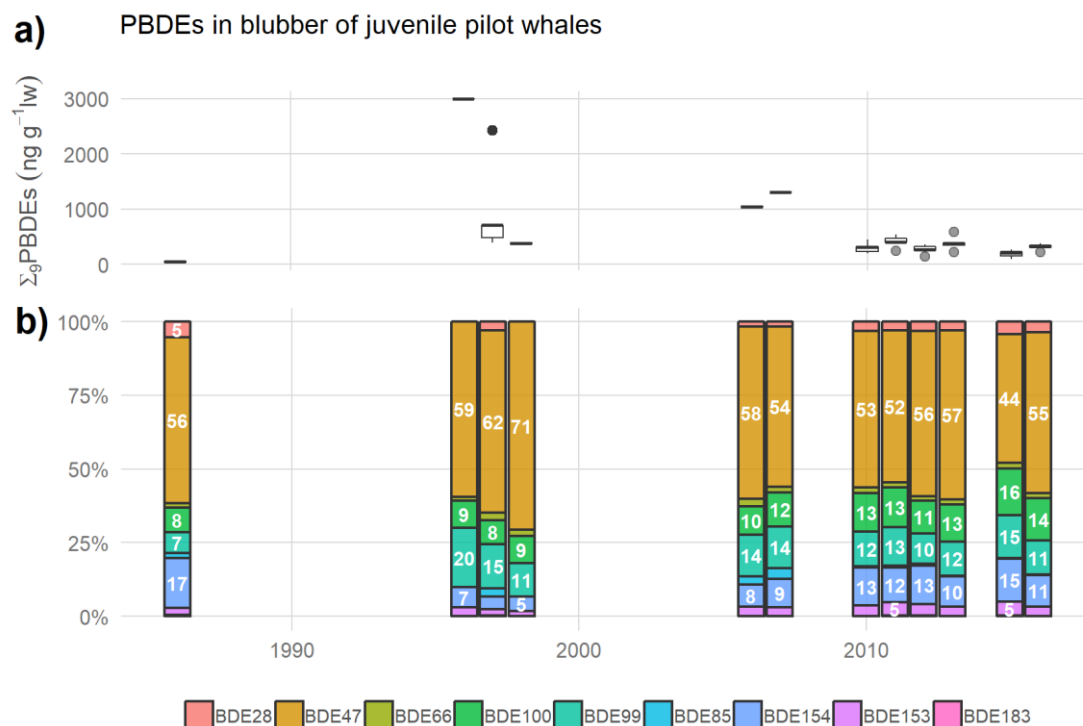 a) PBDEs in blubber of juvenile pilot whales
Σ₉PBDEs (ng g⁻¹lw)
3000
2000
1000
0
b)
100%
75%
50%
25%
0%
5 56 8 7 17
59 9 20 7
62 8 15
71 9 11 5
58 10 14 8
54 12 14 9
53 13 12 13
52 13 13 12 5
56 11 10 13
57 13 12 10
44 16 15 15 5
55 14 11 11
1990 2000 2010
BDE28 BDE47 BDE66 BDE100 BDE99 BDE85 BDE154 BDE153 BDE183